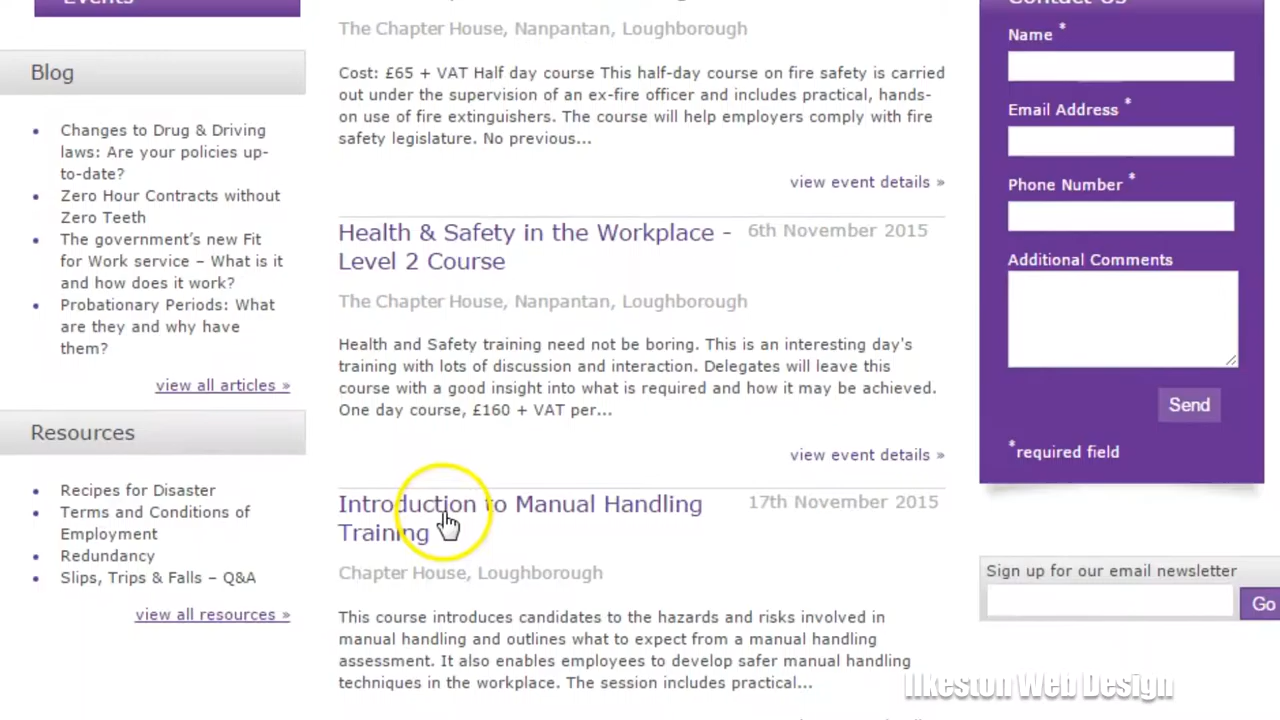 Events
Blog
Changes to Drug & Driving
laws: Are your policies up-
to-date?
Zero Hour Contracts without
Zero Teeth
The government's new Fit
for Work service – What is it
and how does it work?
Probationary Periods: What
are they and why have
them?
view all articles »
Resources
Recipes for Disaster
Terms and Conditions of
Employment
Redundancy
Slips, Trips & Falls – Q&A
view all resources »
The Chapter House, Nanpantan, Loughborough
Cost: £65 + VAT Half day course This half-day course on fire safety is carried
out under the supervision of an ex-fire officer and includes practical, hands-
on use of fire extinguishers. The course will help employers comply with fire
safety legislature. No previous...
view event details »
Health & Safety in the Workplace -
Level 2 Course
6th November 2015
The Chapter House, Nanpantan, Loughborough
Health and Safety training need not be boring. This is an interesting day's
training with lots of discussion and interaction. Delegates will leave this
course with a good insight into what is required and how it may be achieved.
One day course, £160 + VAT per...
view event details »
Introduction to Manual Handling
Training
17th November 2015
Chapter House, Loughborough
This course introduces candidates to the hazards and risks involved in
manual handling and outlines what to expect from a manual handling
assessment. It also enables employees to develop safer manual handling
techniques in the workplace. The session includes practical...
Contact Us
Name *
Email Address *
Phone Number *
Additional Comments
Send
*required field
Sign up for our email newsletter
Go
Ilkeston Web Design